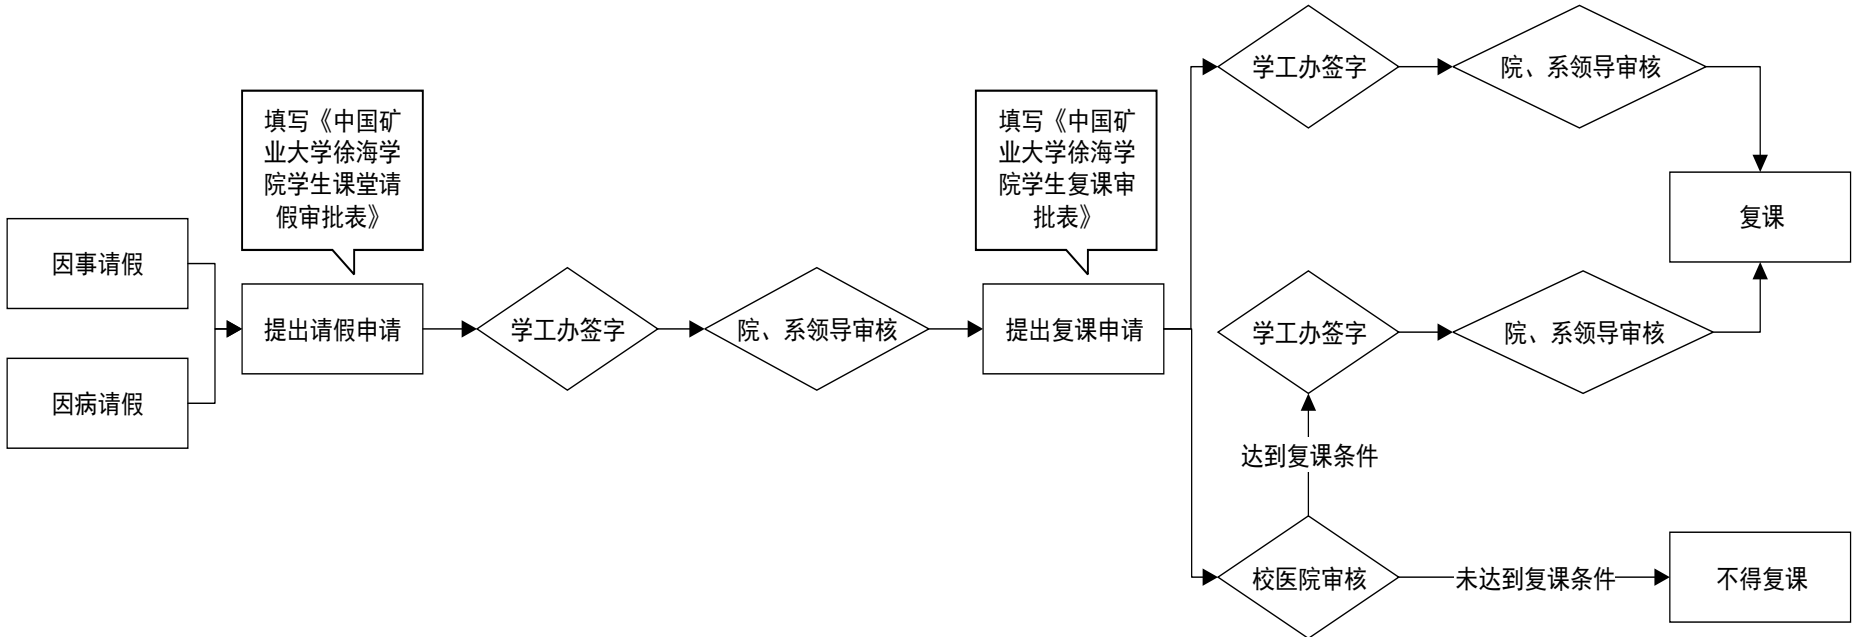 因事请假
因病请假
填写《中国矿
业大学徐海学
院学生课堂请
假审批表》
提出请假申请
学工办签字
院、系领导审核
填写《中国矿
业大学徐海学
院学生复课审
批表》
提出复课申请
学工办签字
院、系领导审核
复课
学工办签字
院、系领导审核
达到复课条件
校医院审核
未达到复课条件
不得复课